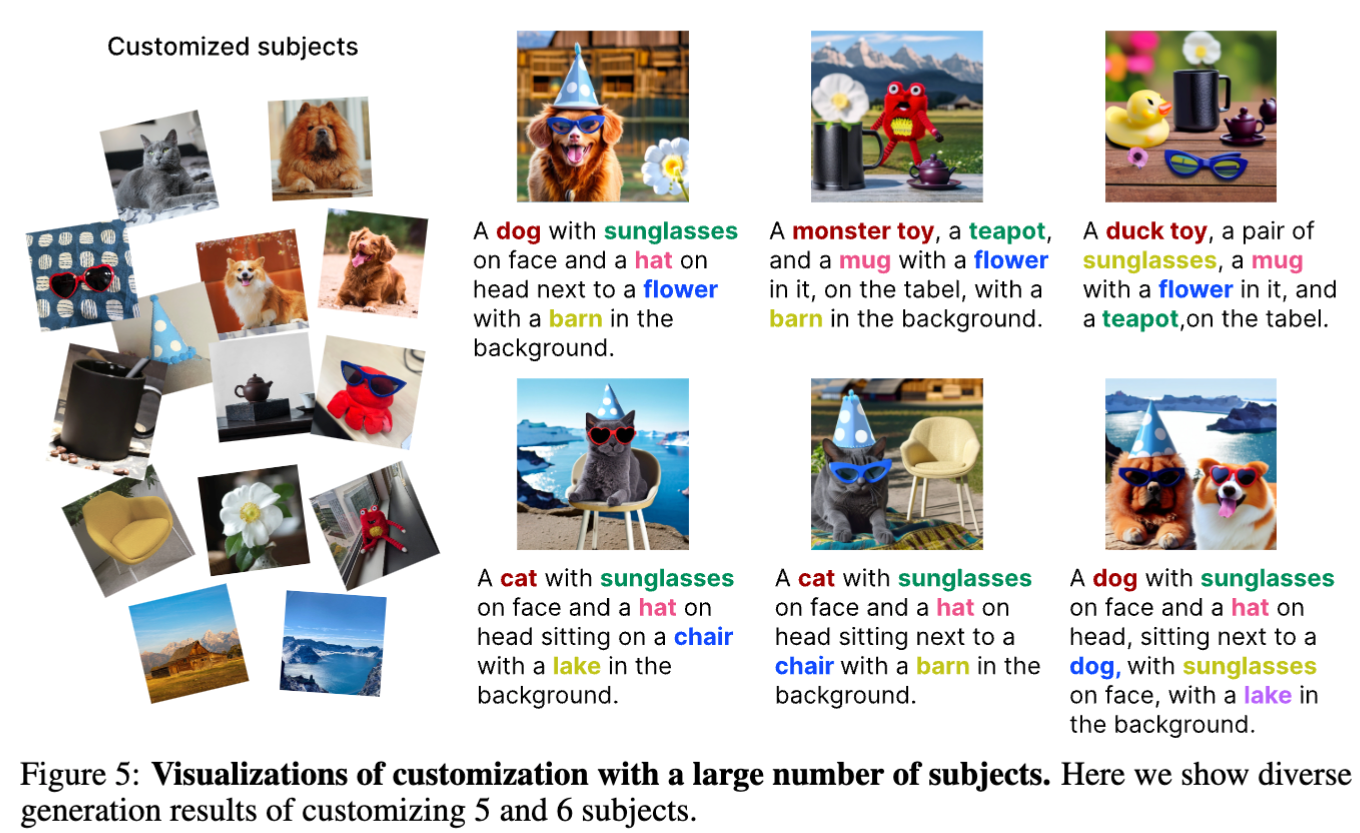 Customized subjects
A dog with sunglasses
on face and a hat on
head next to a flower
with a barn in the
background.
A monster toy, a teapot,
and a mug with a flower
in it, on the tabel, with a
barn in the background.
A duck toy, a pair of
sunglasses, a mug
with a flower in it, and
a teapot,on the tabel.
A cat with sunglasses
on face and a hat on
head sitting on a chair
with a lake in the
background.
A cat with sunglasses
on face and a hat on
head sitting next to a
chair with a barn in the
background.
A dog with sunglasses
on face and a hat on
head, sitting next to a
dog, with sunglasses
on face, with a lake in
the background.
Figure 5: Visualizations of customization with a large number of subjects. Here we show diverse
generation results of customizing 5 and 6 subjects.